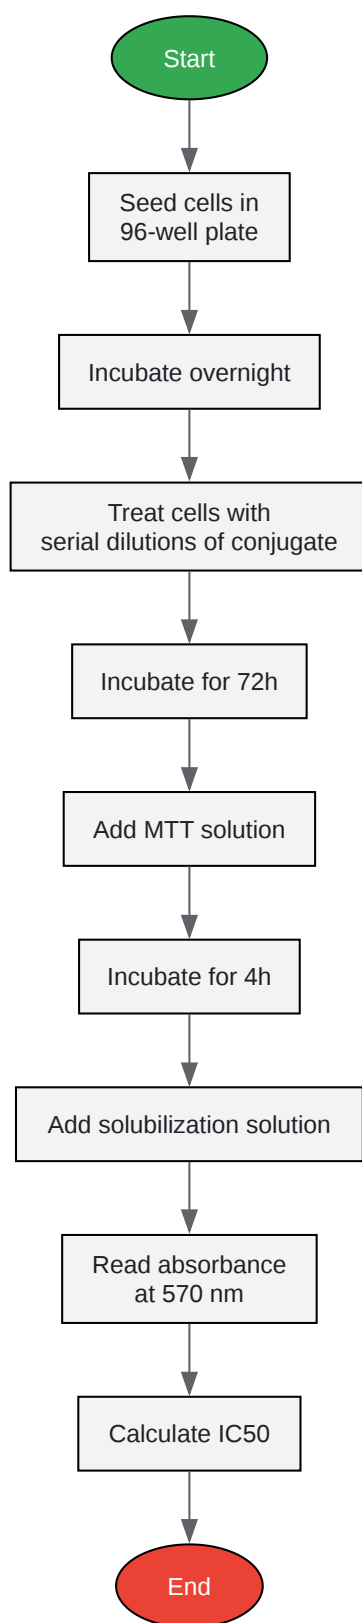 Start
Seed cells in
96-well plate
Incubate overnight
Treat cells with
serial dilutions of conjugate
Incubate for 72h
Add MTT solution
Incubate for 4h
Add solubilization solution
Read absorbance
at 570 nm
Calculate IC50
End